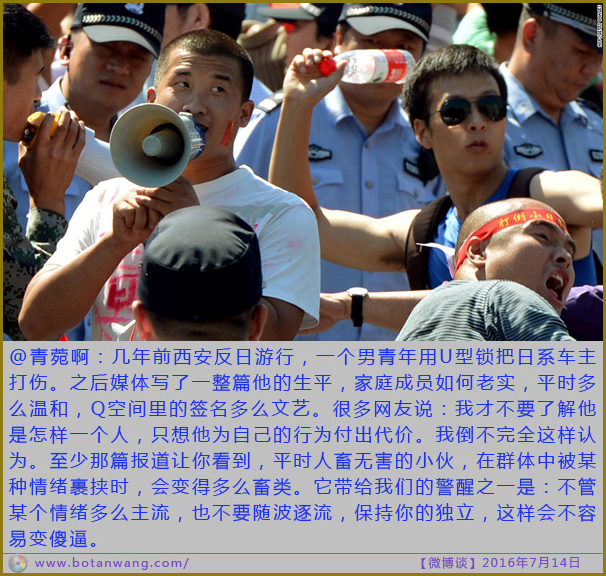 打倒小日
@青菀啊：几年前西安反日游行，一个男青年用U型锁把日系车主
打伤。之后媒体写了一整篇他的生平，家庭成员如何老实，平时多
么温和，Q空间里的签名多么文艺。很多网友说：我才不要了解他
是怎样一个人，只想他为自己的行为付出代价。我倒不完全这样认
为。至少那篇报道让你看到，平时人畜无害的小伙，在群体中被某
种情绪裹挟时，会变得多么畜类。它带给我们的警醒之一是：不管
某个情绪多么主流，也不要随波逐流，保持你的独立，这样会不容
易变傻逼。
www.botanwang.com/
【微博谈】2016年7月14日